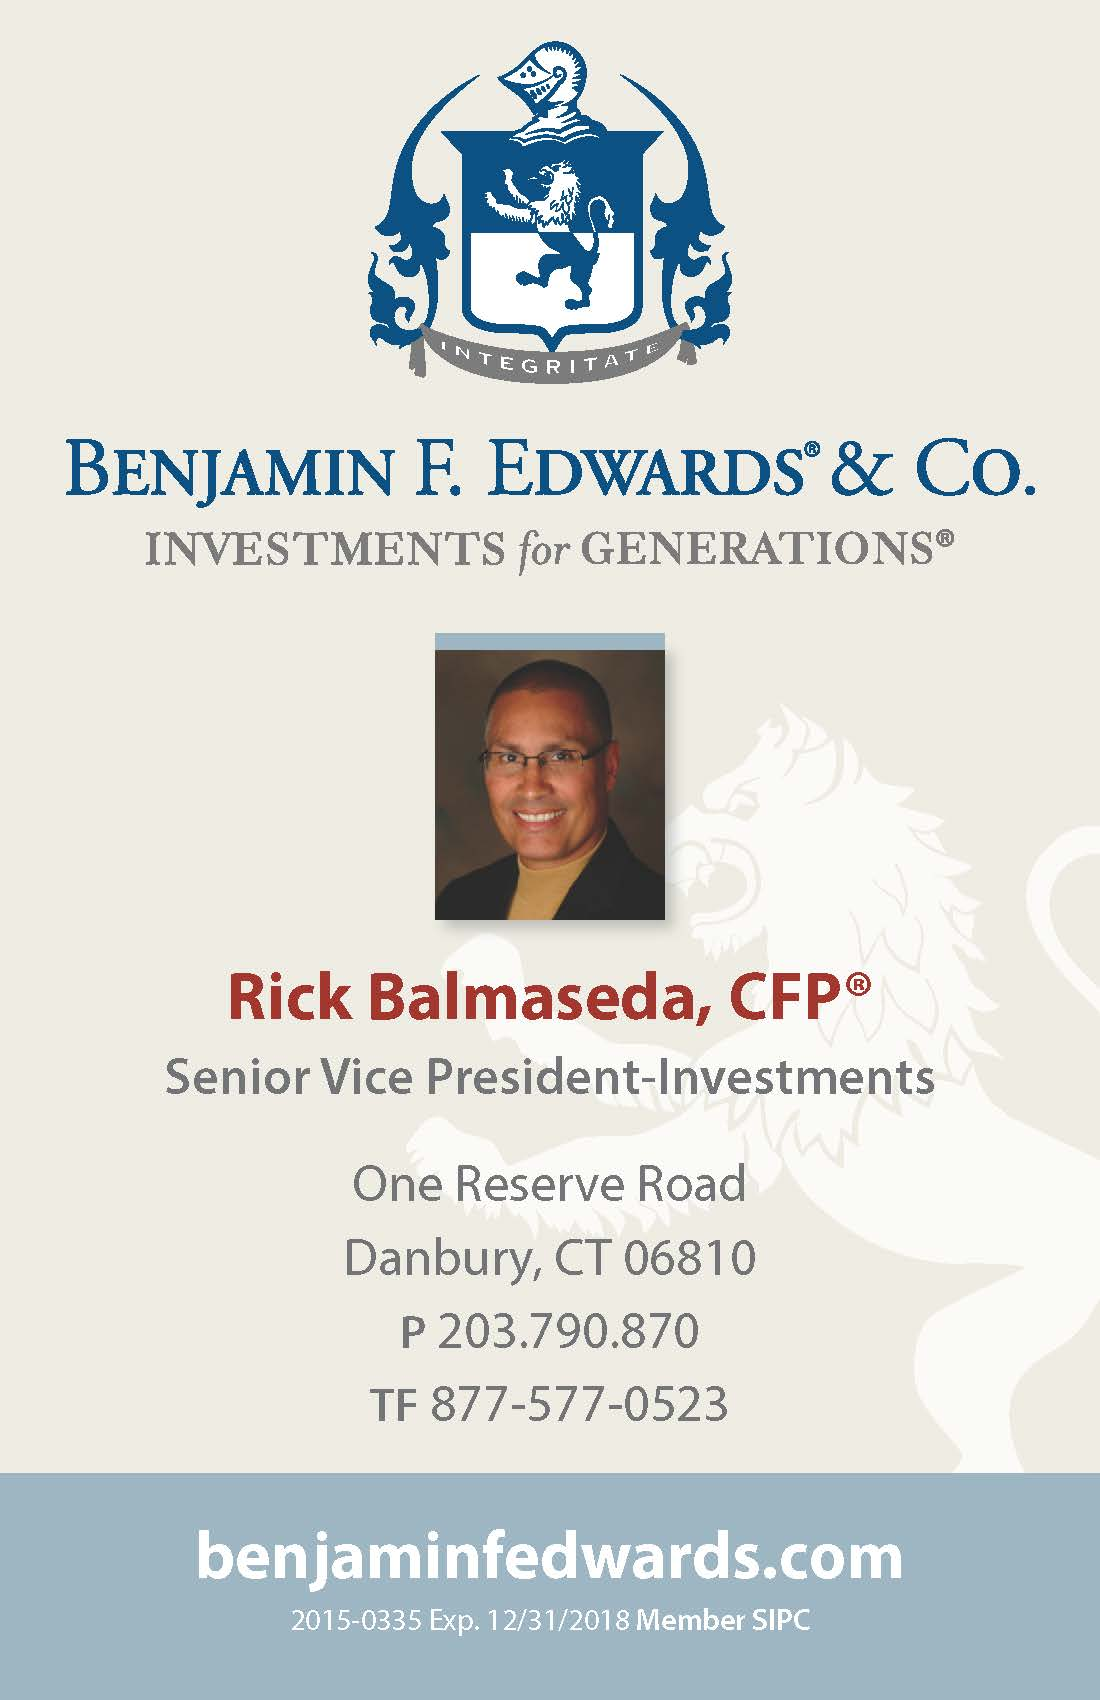 INTEGRITATE
BENJAMIN F. EDWARDS® & CO.
INVESTMENTS for GENERATIONS®
Rick Balmaseda, CFP®
Senior Vice President-Investments
One Reserve Road
Danbury, CT 06810
P 203.790.870
TF 877-577-0523
benjaminfedwards.com
2015-0335 Exp. 12/31/2018 Member SIPC